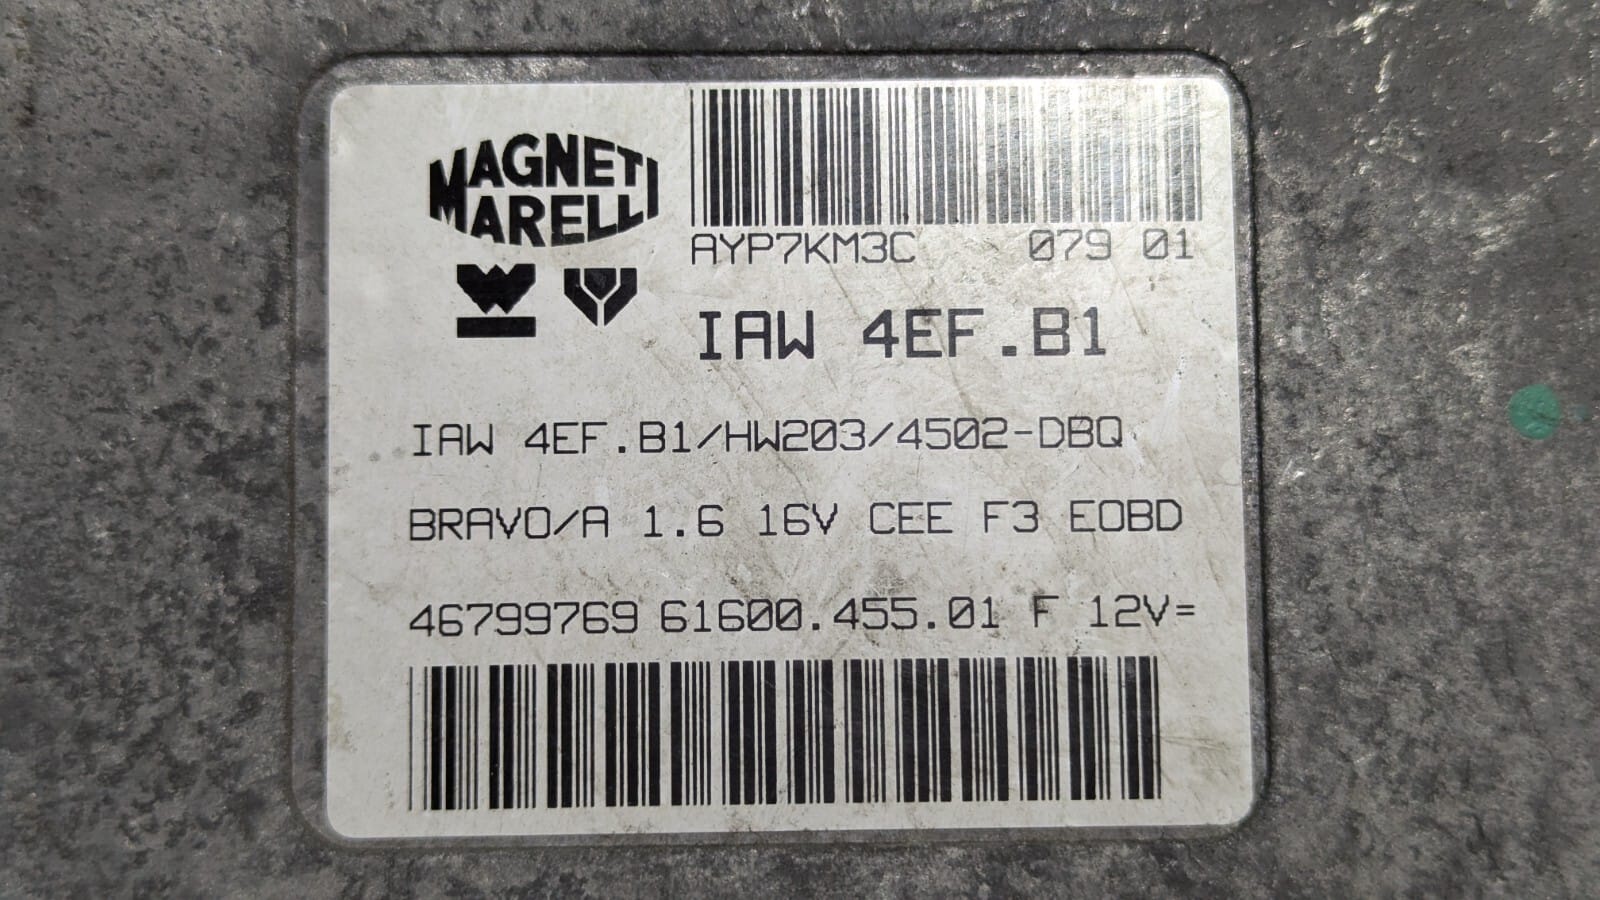 MAGNETI
MARELLI
AYP7KM3C 079 01
IAW 4EF.B1
IAW 4EF.B1/HW203/4502-DBQ
BRAVO/A 1.6 16V CEE F3 EOBD
46799769 61600.455.01 F 12V=